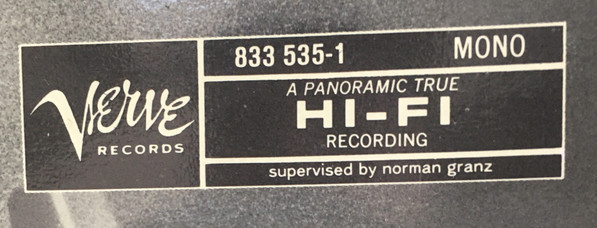 Verve
RECORDS
833 535-1 MONO
A PANORAMIC TRUE
HI-FI
RECORDING
supervised by norman granz